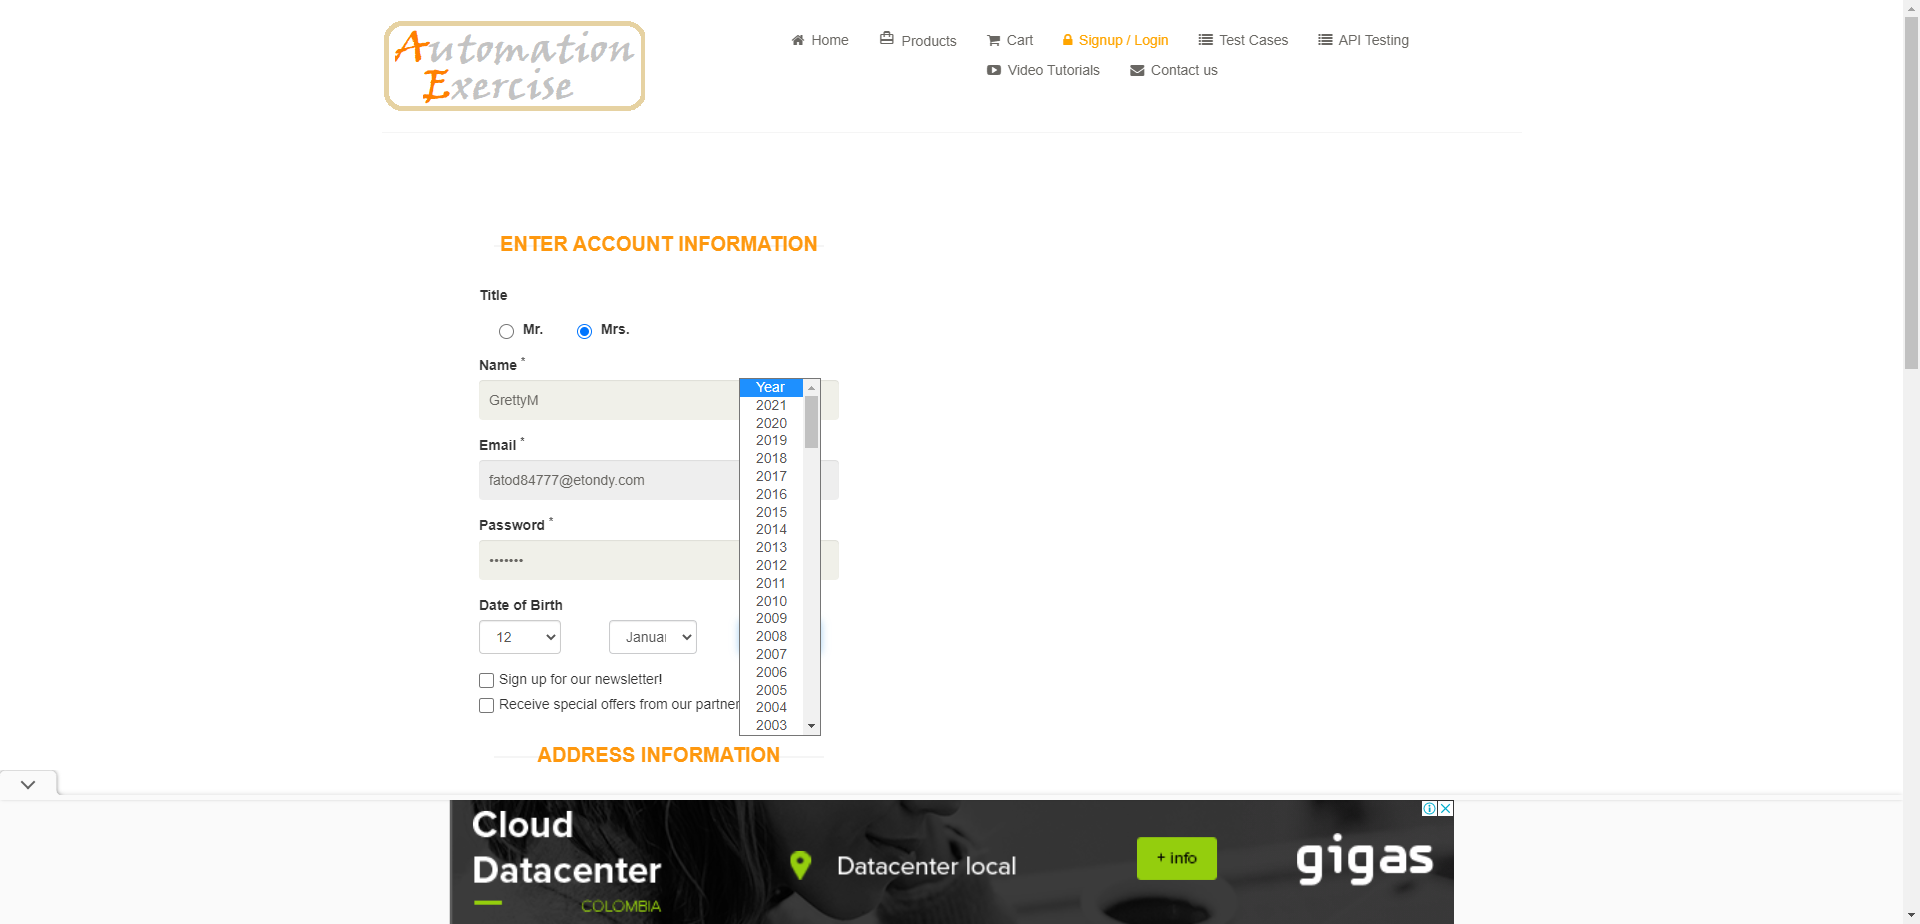 Automation
Exercise
Home
Products
Cart
Signup / Login
Test Cases
API Testing
Video Tutorials
Contact us
ENTER ACCOUNT INFORMATION
Title
Mr.
Mrs.
Name *
GrettyM
Email *
fatod84777@etondy.com
Password *
•••••••
Date of Birth
12
Januar
Year
2021
2020
2019
2018
2017
2016
2015
2014
2013
2012
2011
2010
2009
2008
2007
2006
2005
2004
2003
Sign up for our newsletter!
Receive special offers from our partner
ADDRESS INFORMATION
Cloud
Datacenter
COLOMBIA
Datacenter local
+ info
gigas